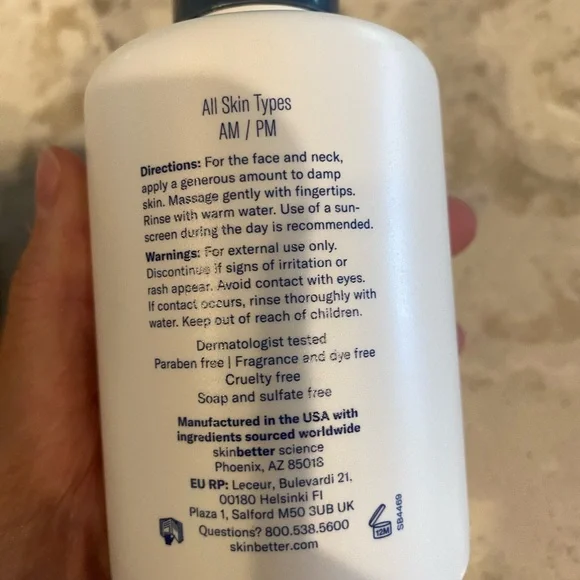 All Skin Types
AM / PM
Directions: For the face and neck,
apply a generous amount to damp
skin. Massage gently with fingertips.
Rinse with warm water. Use of a sun-
screen during the day is recommended.
Warnings: For external use only.
Discontinue if signs of irritation or
rash appear. Avoid contact with eyes.
If contact occurs, rinse thoroughly with
water. Keep out of reach of children.
Dermatologist tested
Paraben free | Fragrance and dye free
Cruelty free
Soap and sulfate free
Manufactured in the USA with
ingredients sourced worldwide
skinbetter science
Phoenix, AZ 85018
EU RP: Leceur, Bulevardi 21,
00180 Helsinki FI
Plaza 1, Salford M50 3UB UK
Questions? 800.538.5600
skinbetter.com
12M
SB4469